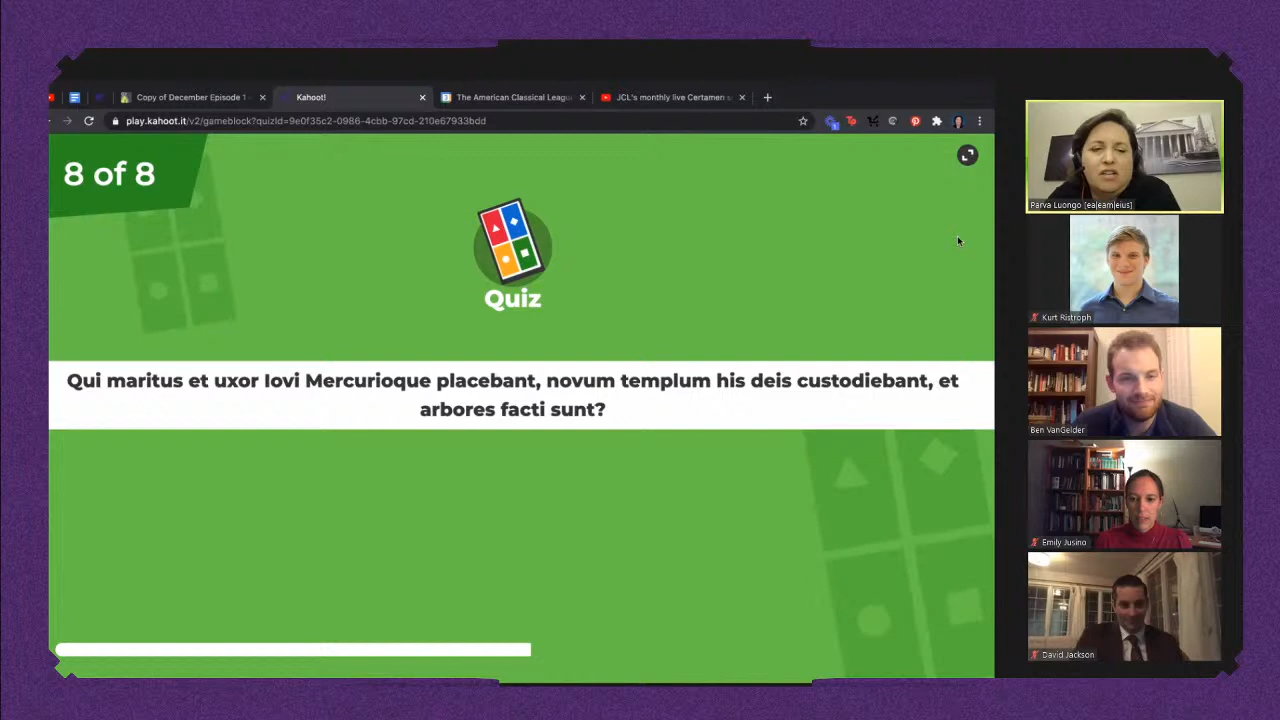 Copy of December Episode 1 -
Kahoot!
The American Classical Leagu
JCL's monthly live Certamen s
play.kahoot.it/v2/gameblock?quizId=9e0f35c2-0986-4cbb-97cd-210e67933bdd
8 of 8
Quiz
Qui maritus et uxor Iovi Mercurioque placebant, novum templum his deis custodiebant, et
arbores facti sunt?
Parva Luongo [ea|eam|eius]
Kurt Ristroph
Ben VanGelder
Emily Jusino
David Jackson